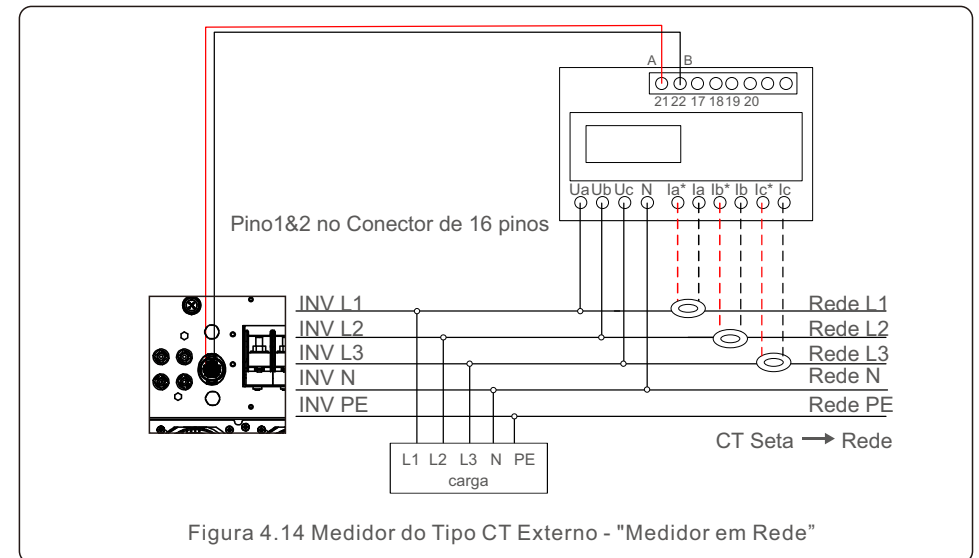 A B
21 22 17 18 19 20
Ua Ub Uc N Ia* Ia Ib* Ib Ic* Ic
Pino1&2 no Conector de 16 pinos
INV L1 Rede L1
INV L2 Rede L2
INV L3 Rede L3
INV N Rede N
INV PE Rede PE
CT Seta → Rede
L1 L2 L3 N PE
carga
Figura 4.14 Medidor do Tipo CT Externo - "Medidor em Rede”